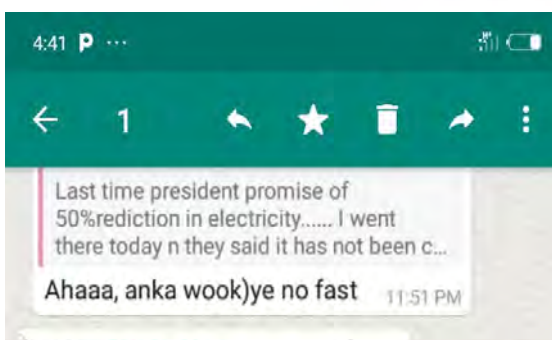 4:41 P ...
1
Last time president promise of
50%rediction in electricity...... I went
there today n they said it has not been c...
Ahaaa, anka wook)ye no fast 11:51 PM